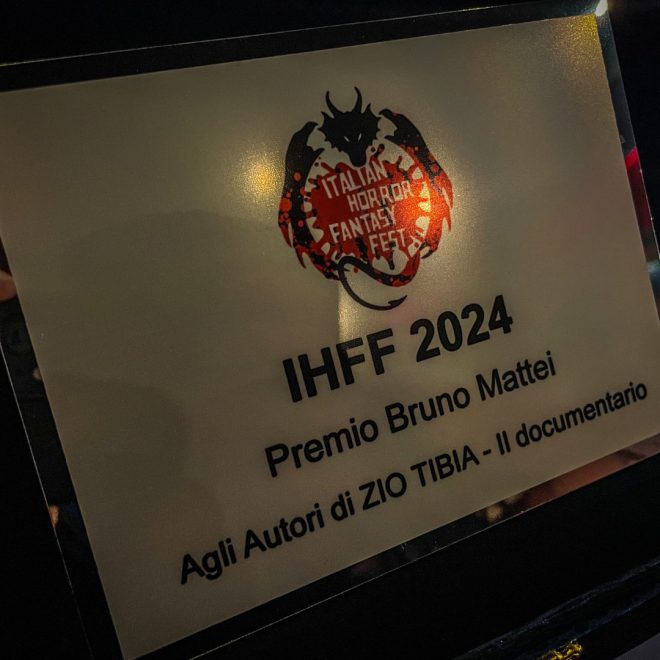 ITALIAN
HORROR
FANTASY
FEST
IHFF 2024
Premio Bruno Mattei
Agli Autori di ZIO TIBIA - Il documentario